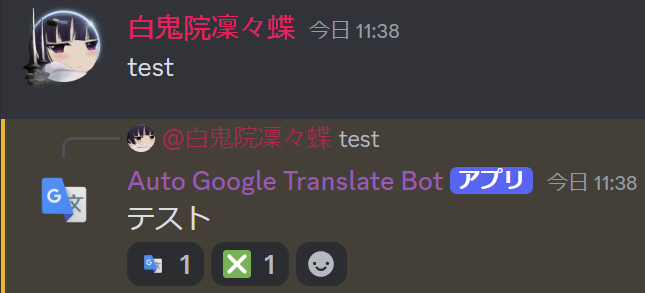 白鬼院凜々蝶 今日 11:38
test
@白鬼院凜々蝶 test
Auto Google Translate Bot アプリ 今日 11:38
テスト
1 1